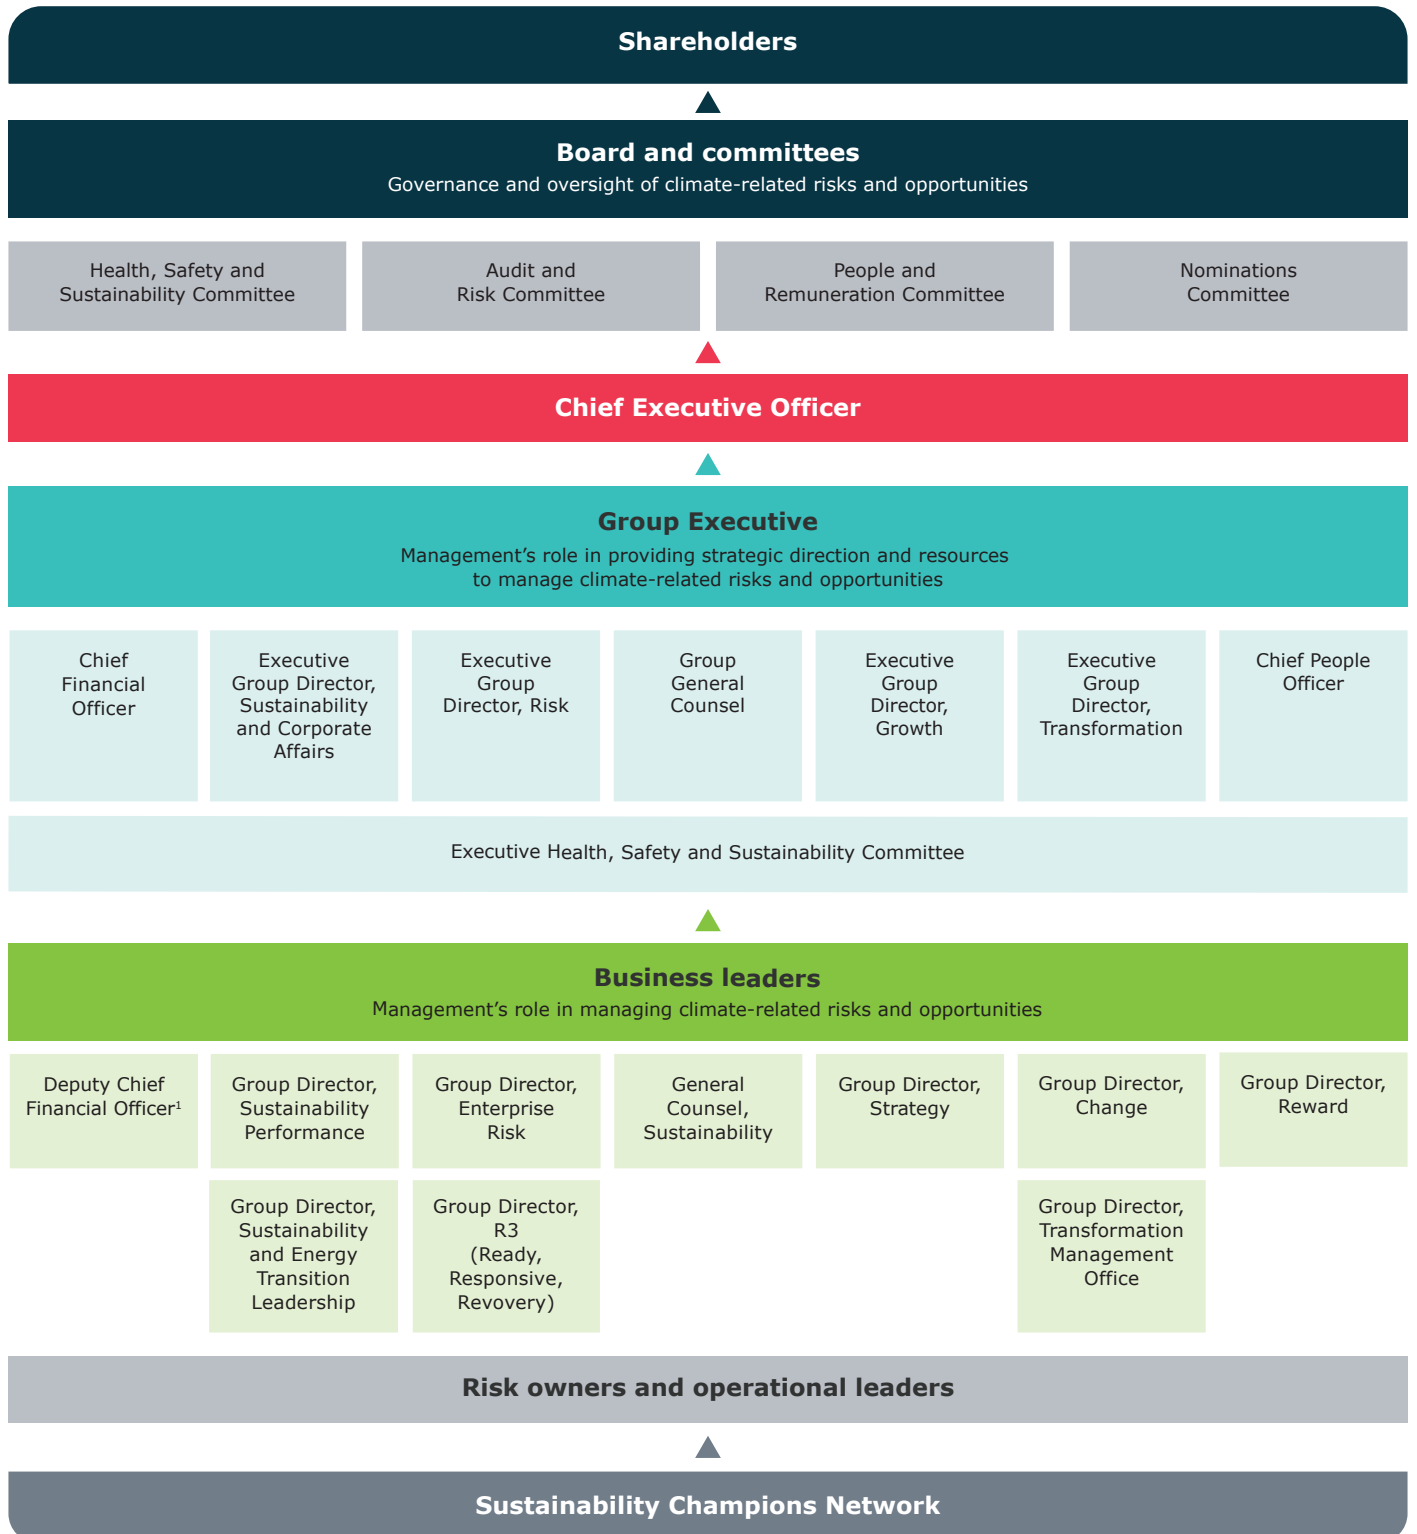 Shareholders
Board and committees
Governance and oversight of climate-related risks and opportunities
Health, Safety and
Sustainability Committee
Audit and
Risk Committee
People and
Remuneration Committee
Nominations
Committee
Chief Executive Officer
Group Executive
Management’s role in providing strategic direction and resources
to manage climate-related risks and opportunities
Chief
Financial
Officer
Executive
Group Director,
Sustainability
and Corporate
Affairs
Executive
Group
Director, Risk
Group
General
Counsel
Executive
Group
Director,
Growth
Executive
Group
Director,
Transformation
Chief People
Officer
Executive Health, Safety and Sustainability Committee
Business leaders
Management’s role in managing climate-related risks and opportunities
Deputy Chief
Financial Officer¹
Group Director,
Sustainability
Performance
Group Director,
Enterprise
Risk
General
Counsel,
Sustainability
Group Director,
Strategy
Group Director,
Change
Group Director,
Reward
Group Director,
Sustainability
and Energy
Transition
Leadership
Group Director,
R3
(Ready,
Responsive,
Revovery)
Group Director,
Transformation
Management
Office
Risk owners and operational leaders
Sustainability Champions Network